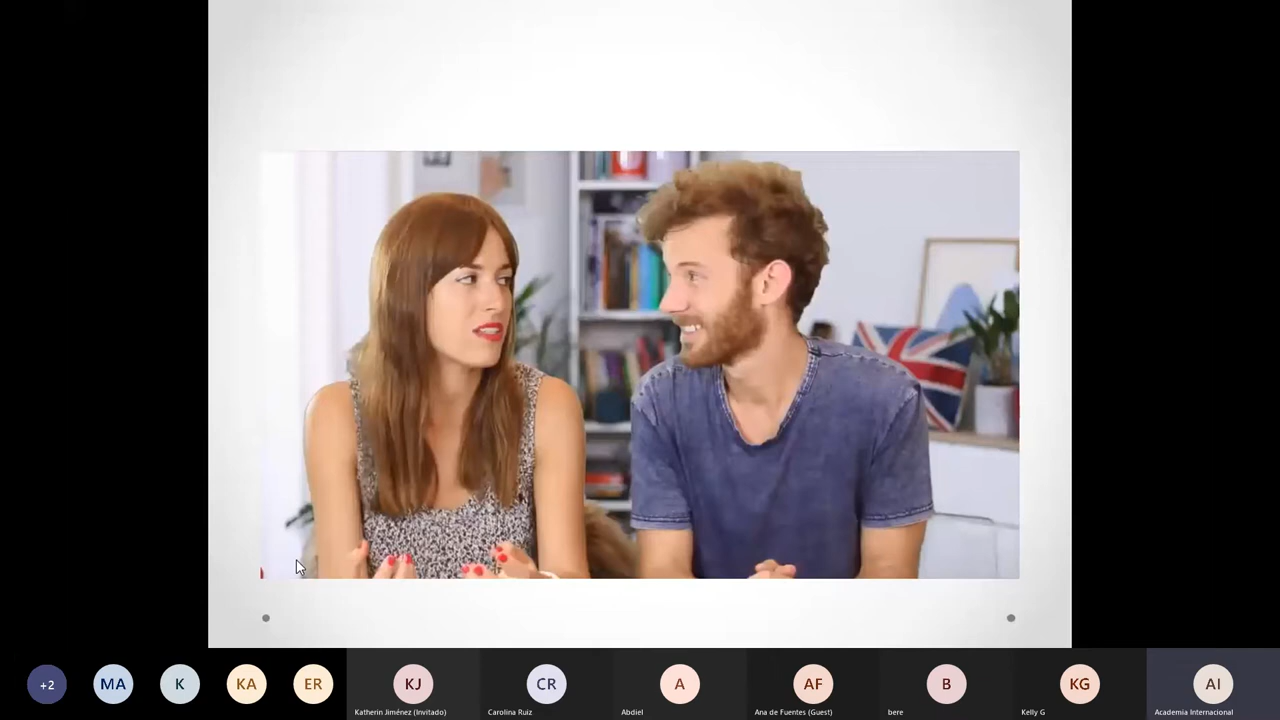 +2
MA
K
KA
ER
KJ
CR
A
AF
B
KG
AI
Katherin Jiménez (Invitado)
Carolina Ruiz
Abdiel
Ana de Fuentes (Guest)
bere
Kelly G
Academia Internacional